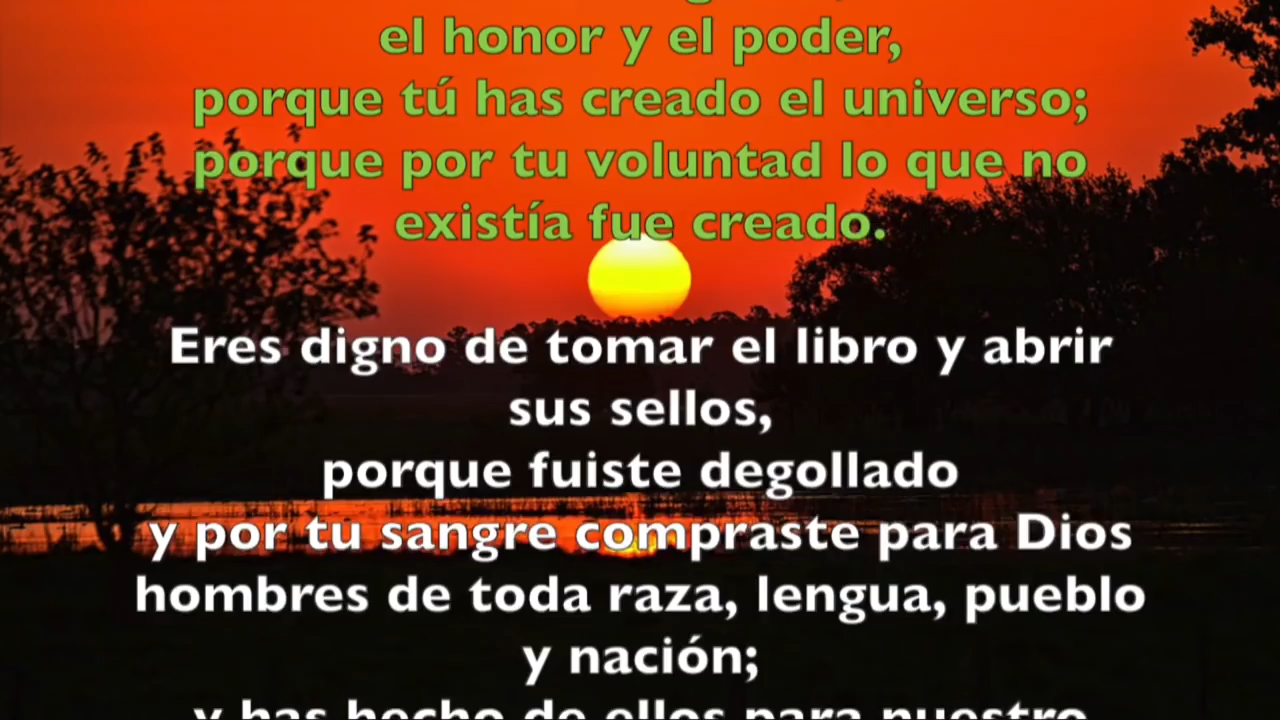 el honor y el poder,
porque tú has creado el universo;
porque por tu voluntad lo que no
existía fue creado.
Eres digno de tomar el libro y abrir
sus sellos,
porque fuiste degollado
y por tu sangre compraste para Dios
hombres de toda raza, lengua, pueblo
y nación;
y has hecho de ellos para nuestro